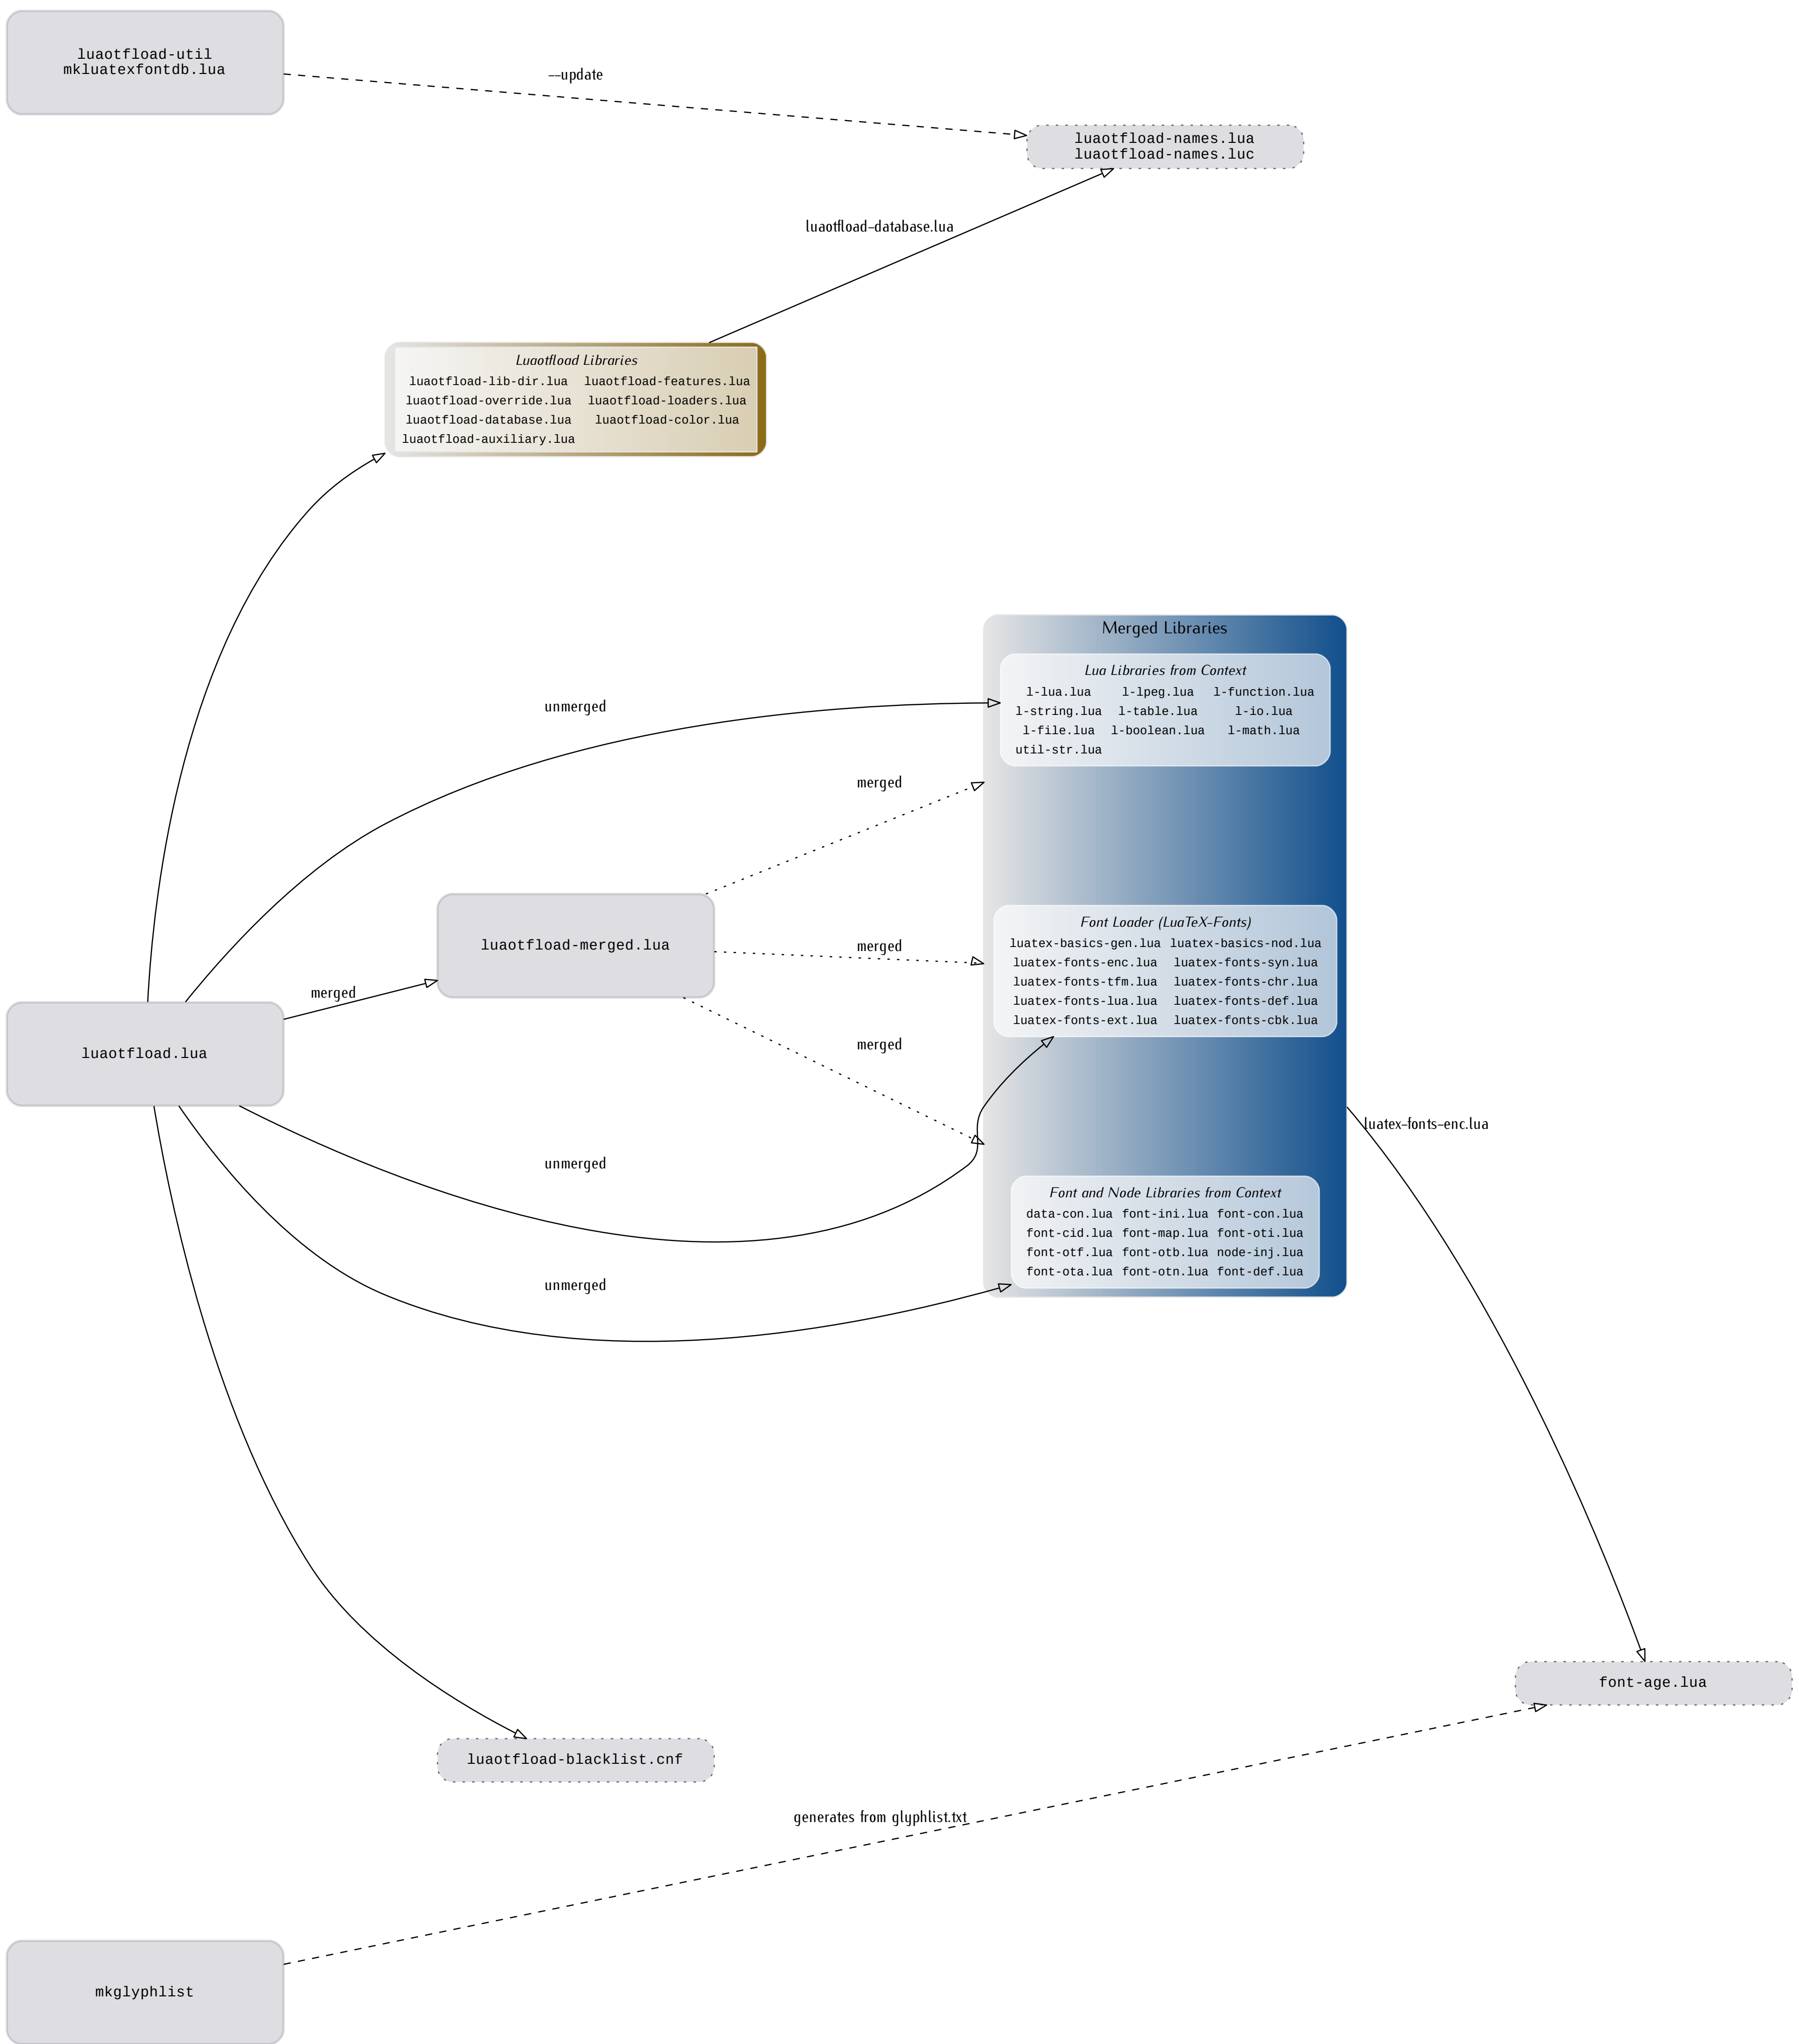 luaotfload-util
mkluatexfontdb.lua
--update
luaotfload-names.lua
luaotfload-names.luc
luaotfload-database.lua
Luaotfload Libraries
luaotfload-lib-dir.lua luaotfload-features.lua
luaotfload-override.lua luaotfload-loaders.lua
luaotfload-database.lua luaotfload-color.lua
luaotfload-auxiliary.lua
Merged Libraries
Lua Libraries from Context
l-lua.lua l-lpeg.lua l-function.lua
l-string.lua l-table.lua l-io.lua
l-file.lua l-boolean.lua l-math.lua
util-str.lua
unmerged
merged
luaotfload-merged.lua
merged
Font Loader (LuaTeX-Fonts)
luatex-basics-gen.lua luatex-basics-nod.lua
luatex-fonts-enc.lua luatex-fonts-syn.lua
luatex-fonts-tfm.lua luatex-fonts-chr.lua
luatex-fonts-lua.lua luatex-fonts-def.lua
luatex-fonts-ext.lua luatex-fonts-cbk.lua
merged
luaotfload.lua
merged
luatex-fonts-enc.lua
unmerged
Font and Node Libraries from Context
data-con.lua font-ini.lua font-con.lua
font-cid.lua font-map.lua font-oti.lua
font-otf.lua font-otb.lua node-inj.lua
font-ota.lua font-otn.lua font-def.lua
unmerged
font-age.lua
luaotfload-blacklist.cnf
generates from glyphlist.txt
mkglyphlist